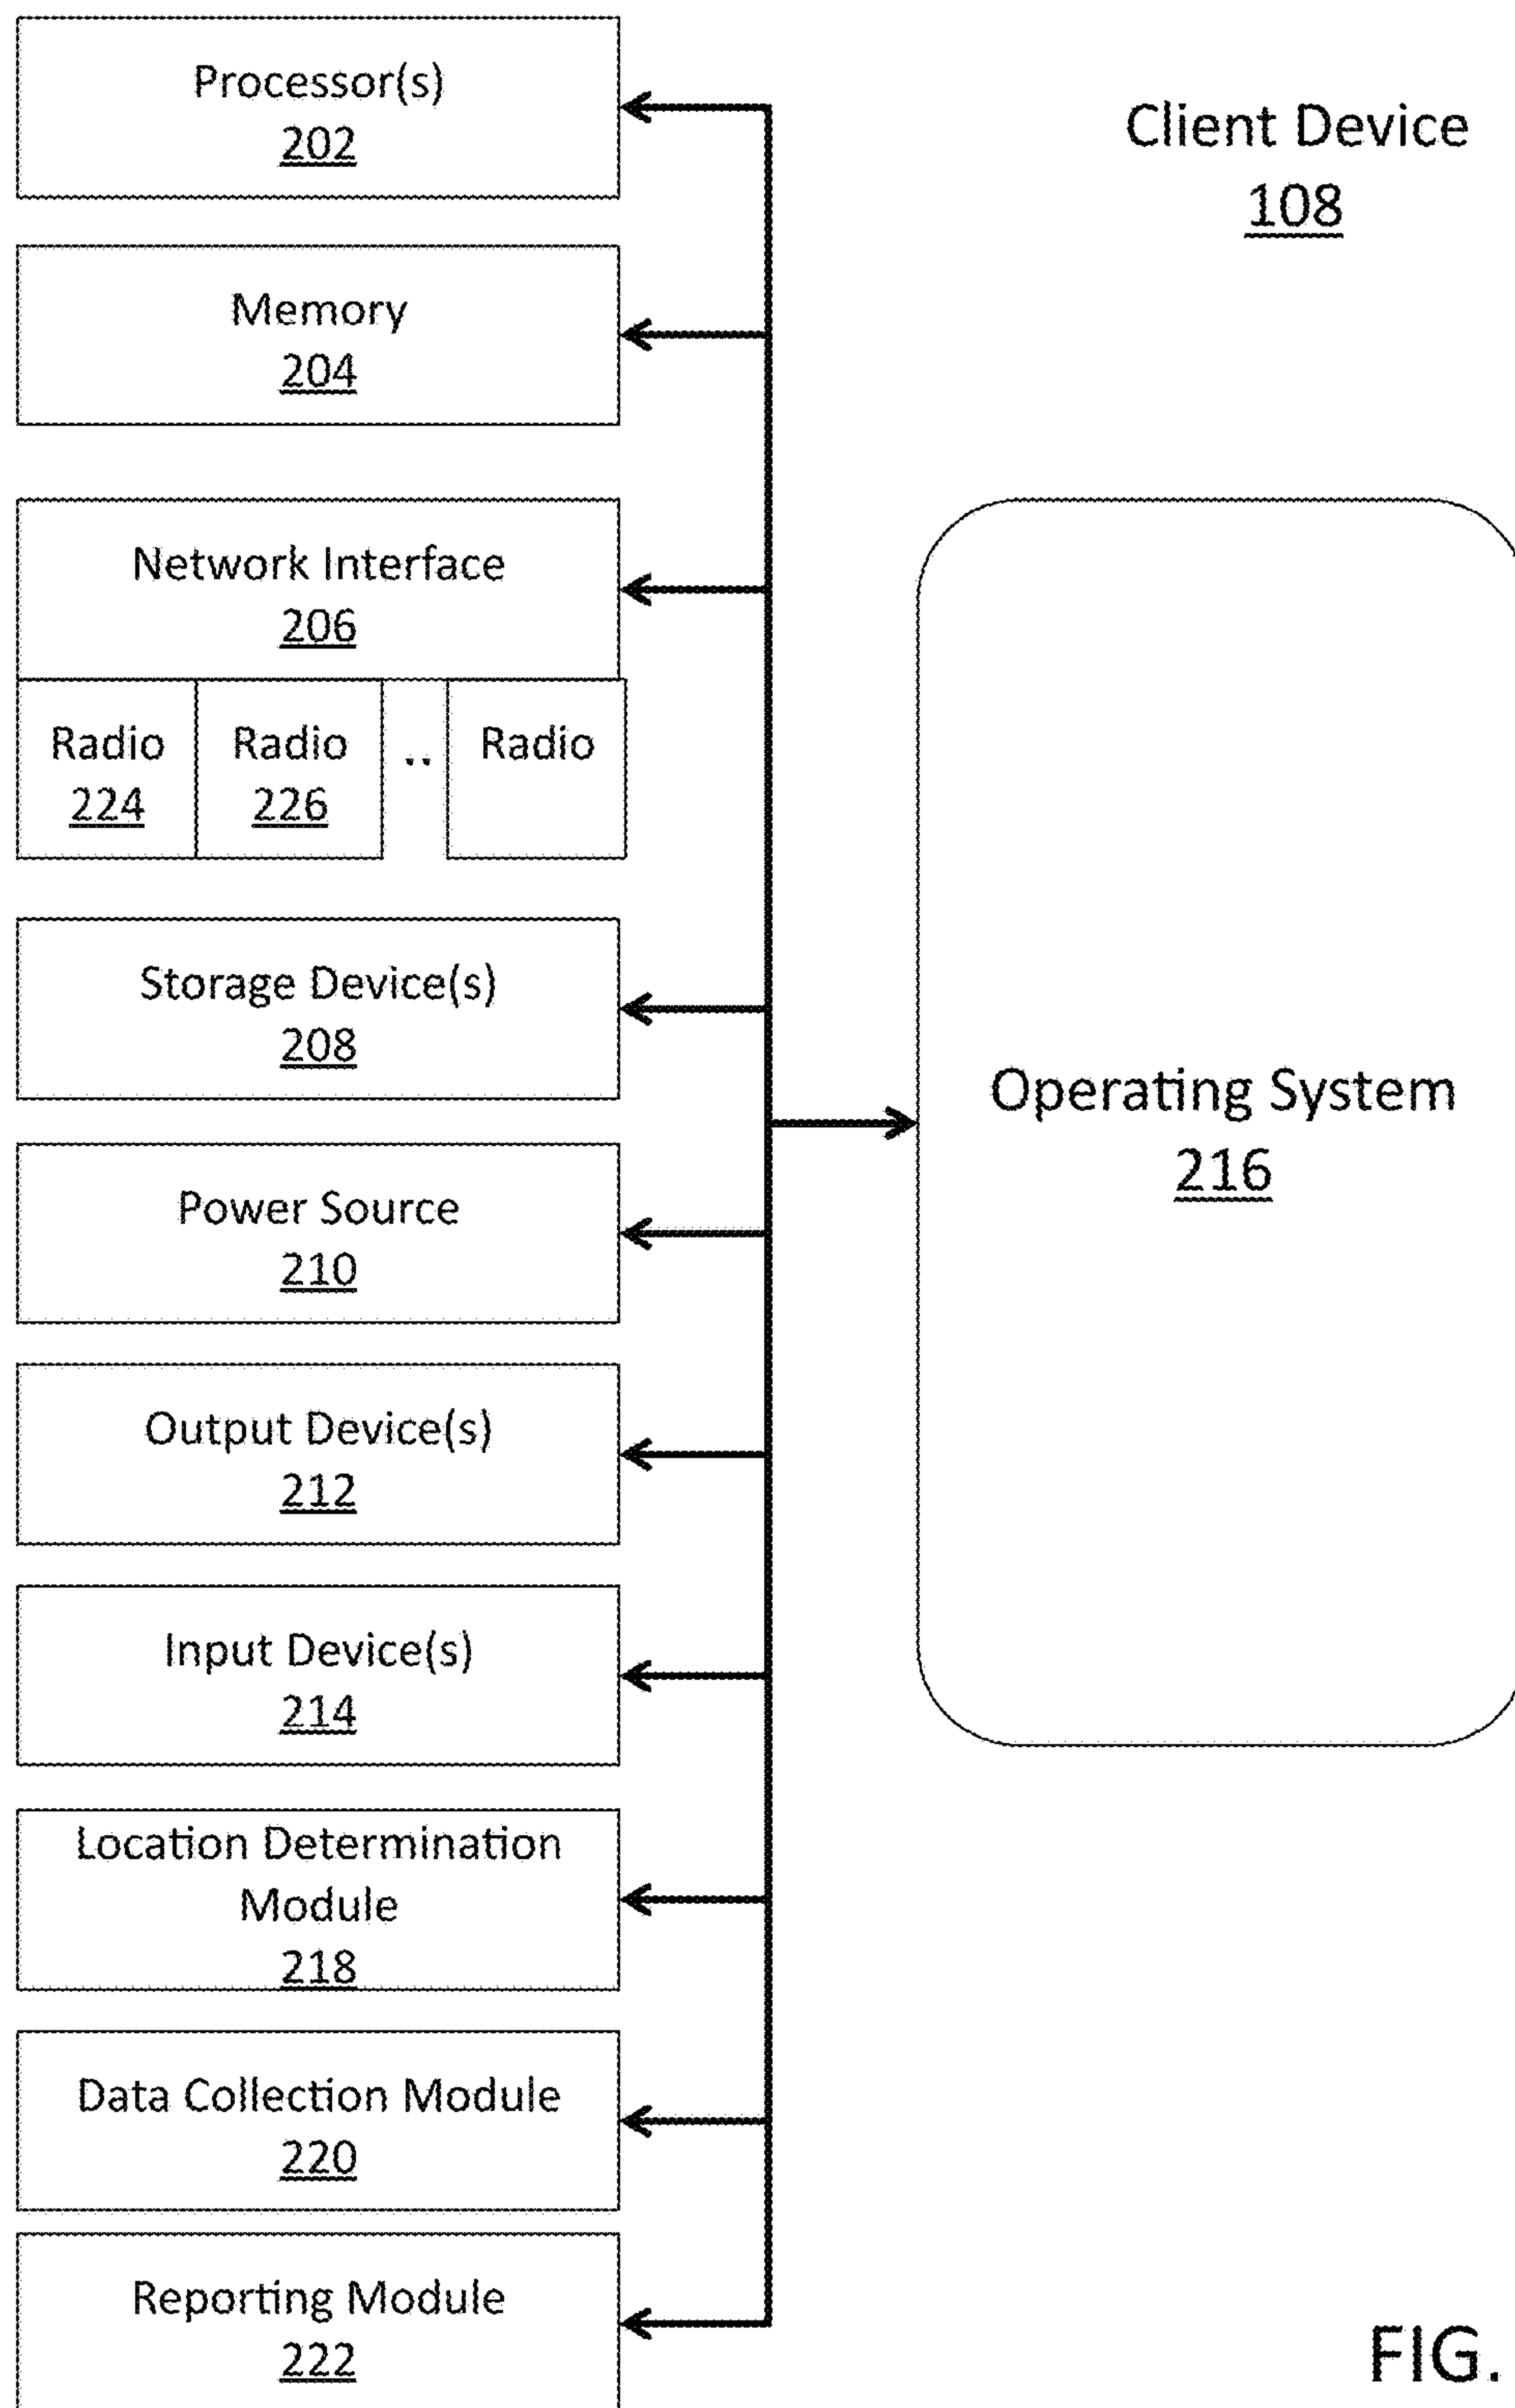 Processor(s)
202
Client Device
108
Memory
204
Network Interface
206
Radio
224
Radio
226
..
Radio
Storage Device(s)
208
Operating System
216
Power Source
210
Output Device(s)
212
Input Device(s)
214
Location Determination
Module
218
Data Collection Module
220
Reporting Module
222
FIG.